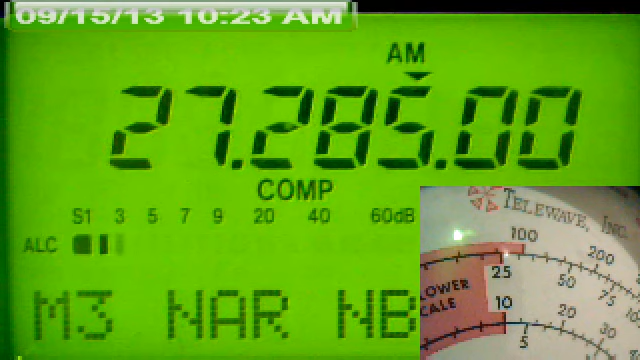 09/15/13 10:23 AM
AM
27.285.00
COMP
S1 3 5 7 9 20 40 60dB
ALC
M3 NAR NB
TELEWAVE, INC.
100 200
25 50 75
LOWER
SCALE
10 20 30
5